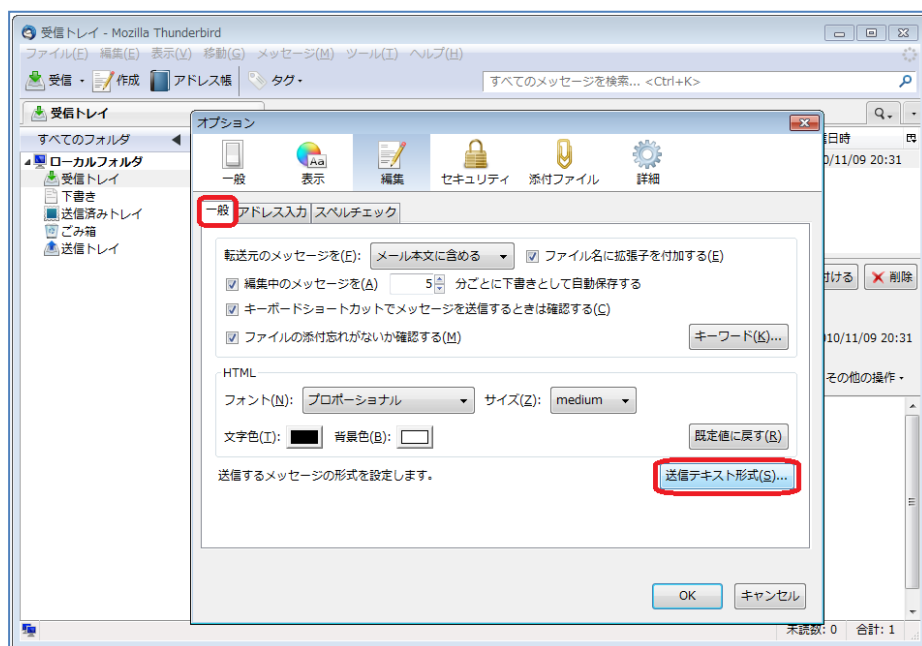 受信トレイ - Mozilla Thunderbird
ファイル(F) 編集(E) 表示(V) 移動(G) メッセージ(M) ツール(T) ヘルプ(H)
受信 作成 アドレス帳 タグ
すべてのメッセージを検索... <Ctrl+K>
受信トレイ
すべてのフォルダ
ローカルフォルダ
受信トレイ
下書き
送信済みトレイ
ごみ箱
送信トレイ
日時
0/11/09 20:31
オプション
一般 表示 編集 セキュリティ 添付ファイル 詳細
一般 アドレス入力 スペルチェック
転送元のメッセージを(F): メール本文に含める ファイル名に拡張子を付加する(E)
編集中のメッセージを(A) 5 分ごとに下書きとして自動保存する
キーボードショートカットでメッセージを送信するときは確認する(C)
ファイルの添付忘れがないか確認する(M) キーワード(K)...
HTML
フォント(N): プロポーショナル サイズ(Z): medium
文字色(T): 背景色(B): 既定値に戻す(R)
送信するメッセージの形式を設定します。 送信テキスト形式(S)...
OK キャンセル
ける 削除
10/11/09 20:31
その他の操作
未読数: 0 合計: 1